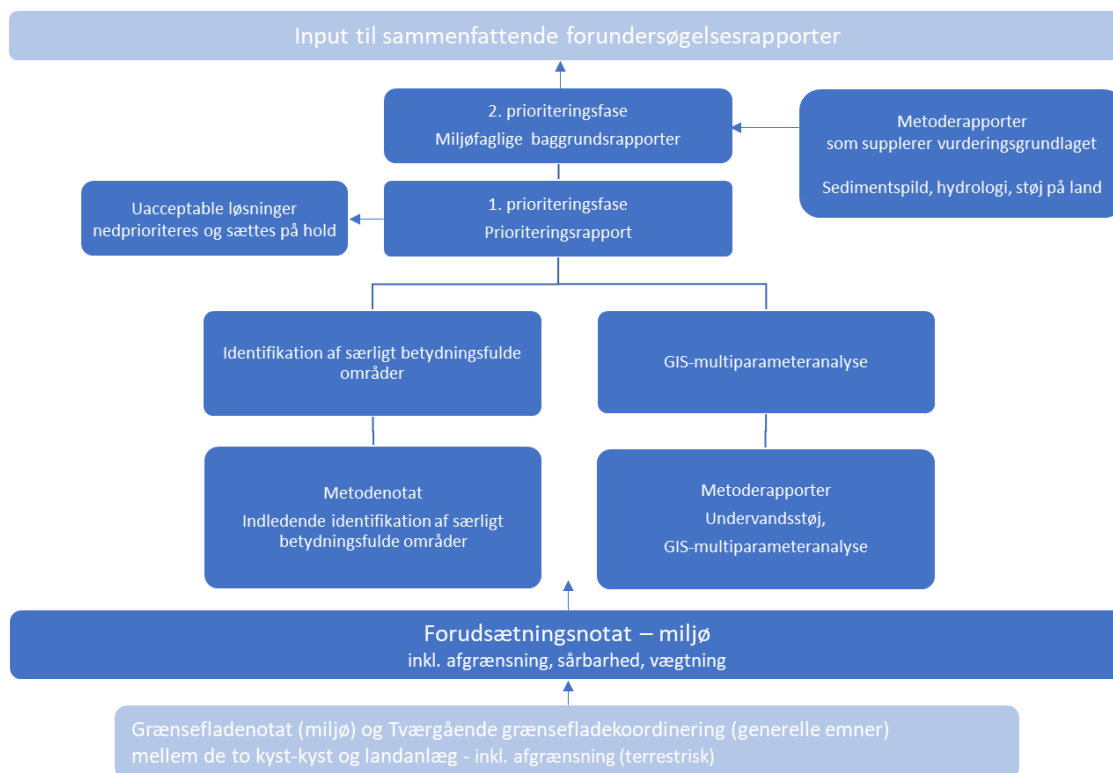 Input til sammenfattende forundersøgelsesrapporter
2. prioriteringsfase
Miljøfaglige baggrundsrapporter
Metoderapporter
som supplerer vurderingsgrundlaget
Sedimentspild, hydrologi, støj på land
Uacceptable løsninger
nedprioriteres og sættes på hold
1. prioriteringsfase
Prioriteringsrapport
Identifikation af særligt betydningsfulde
områder
GIS-multiparameteranalyse
Metodenotat
Indledende identifikation af særligt
betydningsfulde områder
Metoderapporter
Undervandsstøj,
GIS-multiparameteranalyse
Forudsætningsnotat – miljø
inkl. afgrænsning, sårbarhed, vægtning
Grænsefladenotat (miljø) og Tværgående grænsefladekoordinering (generelle emner)
mellem de to kyst-kyst og landanlæg - inkl. afgrænsning (terrestrisk)